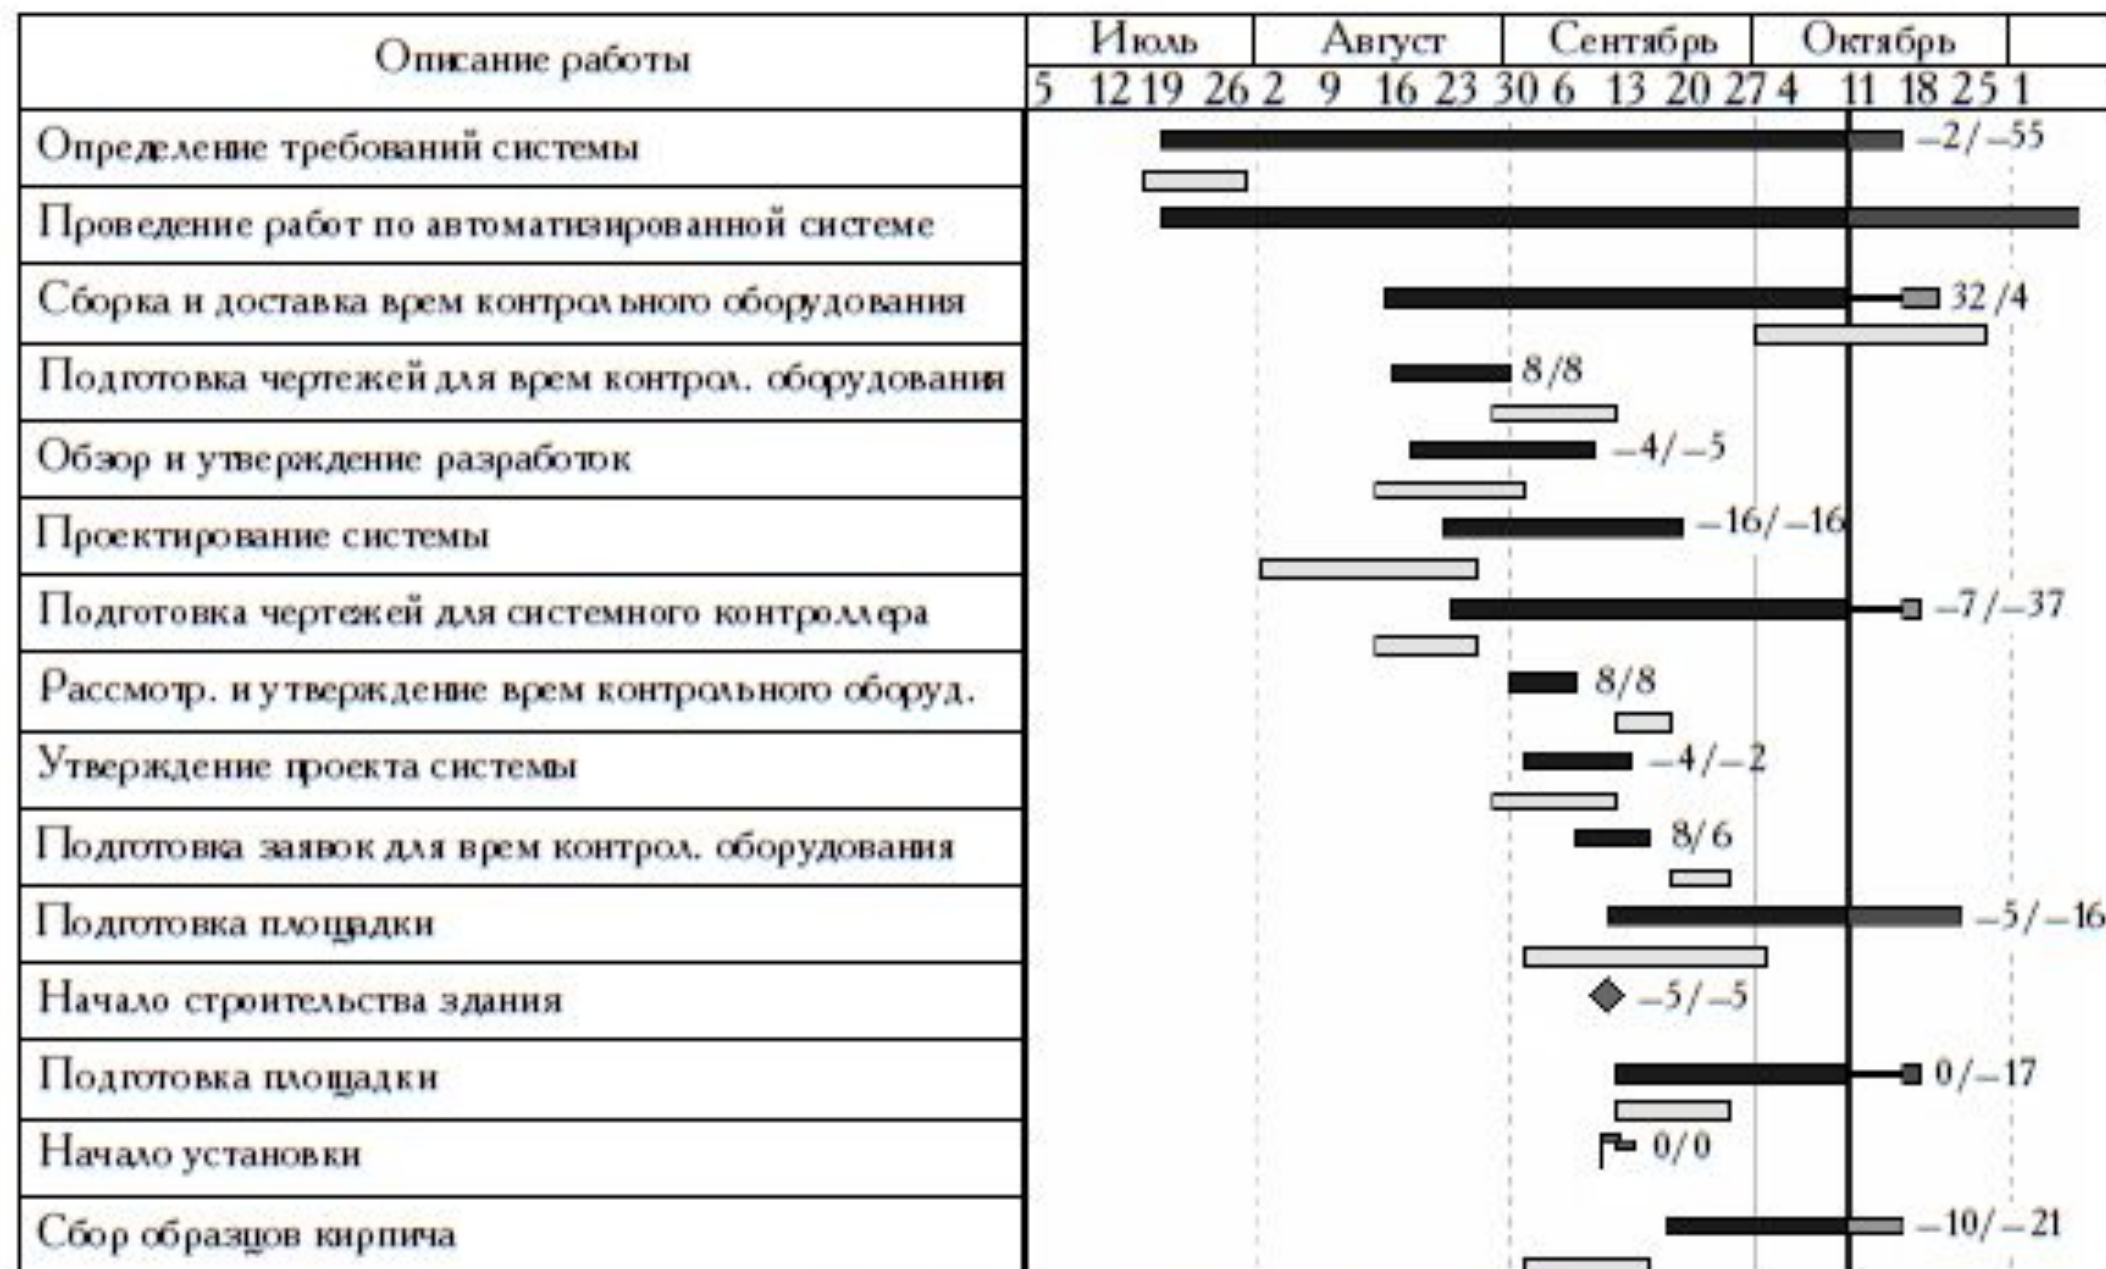 Описание работы
Июль Август Сентябрь Октябрь
5 12 19 26 2 9 16 23 30 6 13 20 27 4 11 18 25 1
Определение требований системы
–2/–55
Проведение работ по автоматизированной системе
Сборка и доставка врем контрольного оборудования
32/4
Подготовка чертежей для врем контрол. оборудования
8/8
Обзор и утверждение разработок
–4/–5
Проектирование системы
–16/–16
Подготовка чертежей для системного контроллера
–7/–37
Рассмотр. и утверждение врем контрольного оборуд.
8/8
Утверждение проекта системы
–4/–2
Подготовка заявок для врем контрол. оборудования
8/6
Подготовка площадки
–5/–16
Начало строительства здания
–5/–5
Подготовка площадки
0/–17
Начало установки
0/0
Сбор образцов кирпича
–10/–21